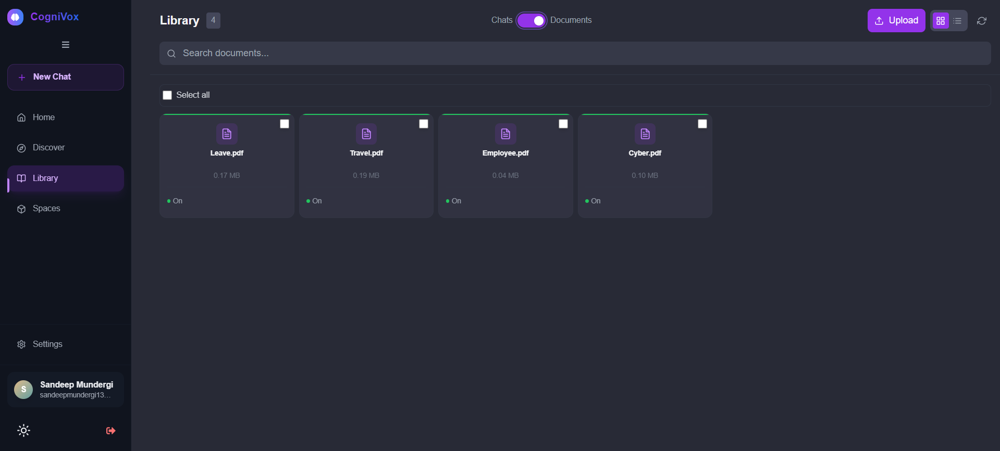 CogniVox
New Chat
Home
Discover
Library
Spaces
Settings
S
Sandeep Mundergi
sandeepmundergi13...
Library 4
Chats Documents
Upload
Search documents...
Select all
Leave.pdf
0.17 MB
On
Travel.pdf
0.19 MB
On
Employee.pdf
0.04 MB
On
Cyber.pdf
0.10 MB
On